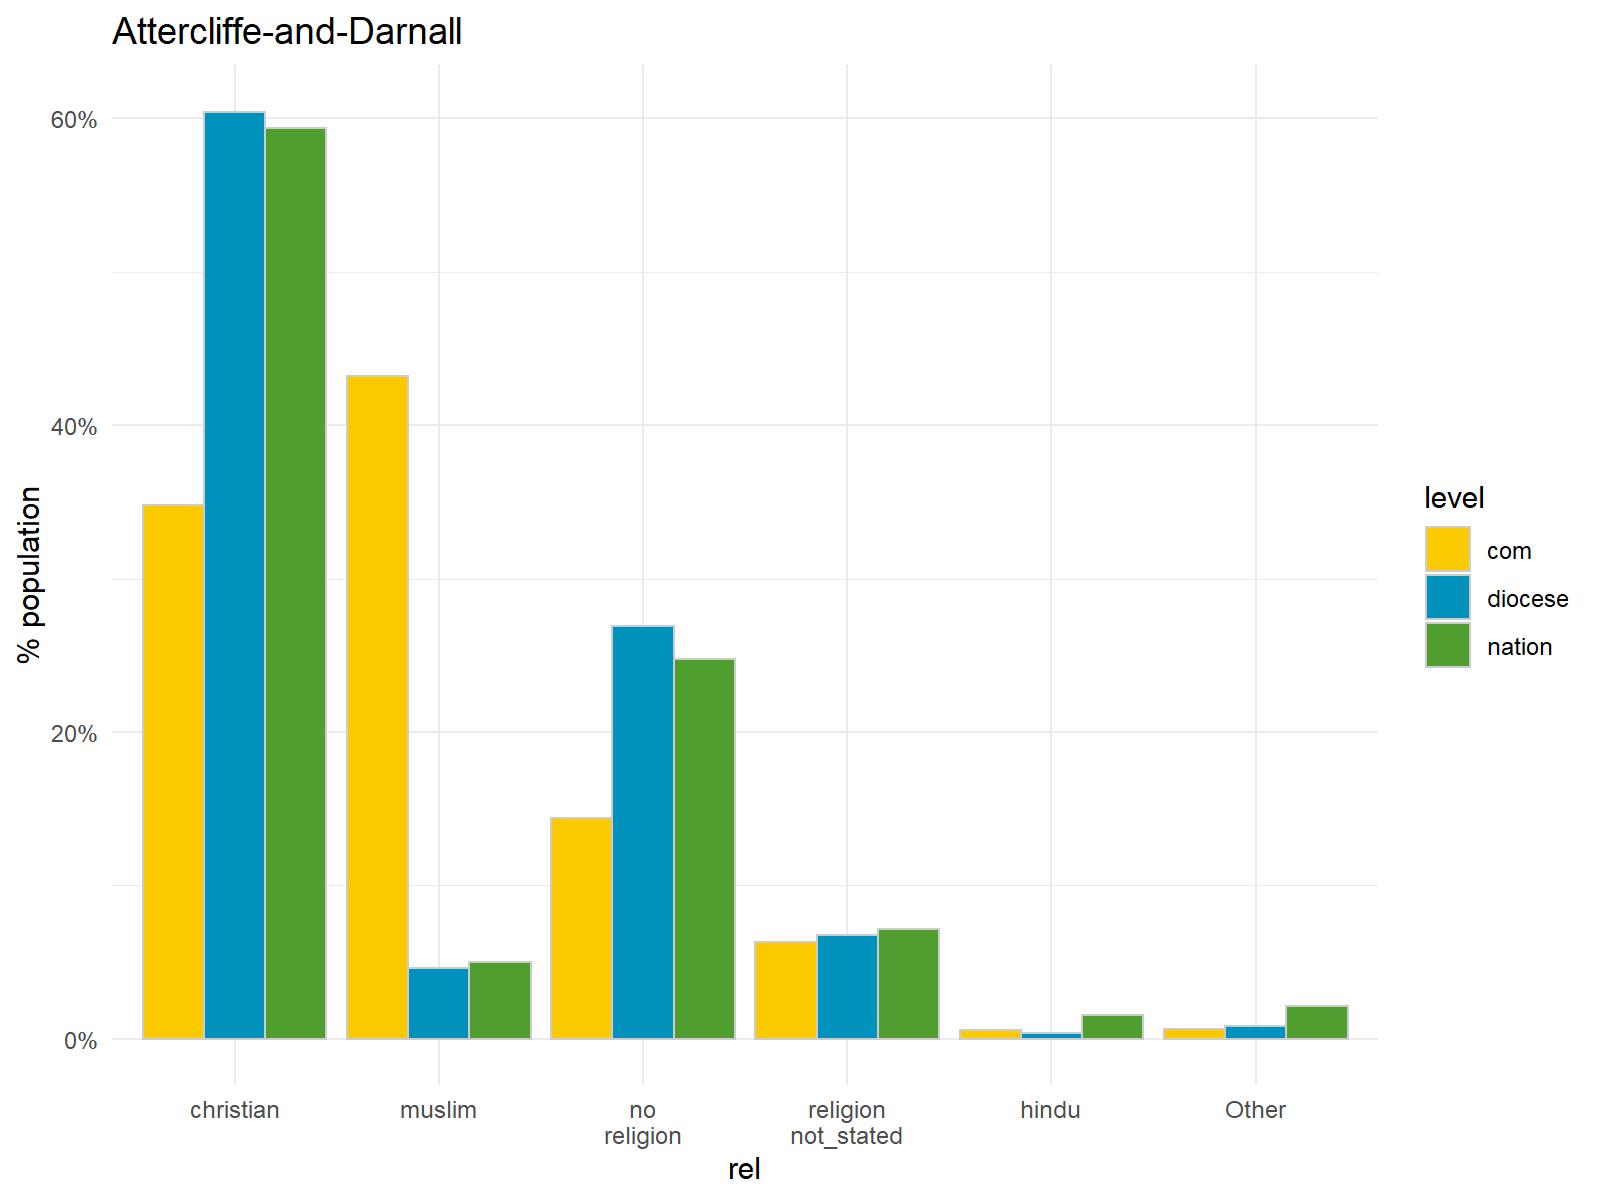 Attercliffe-and-Darnall
% population
60%
40%
20%
0%
christian
muslim
no
religion
religion
not_stated
hindu
Other
rel
level
com
diocese
nation